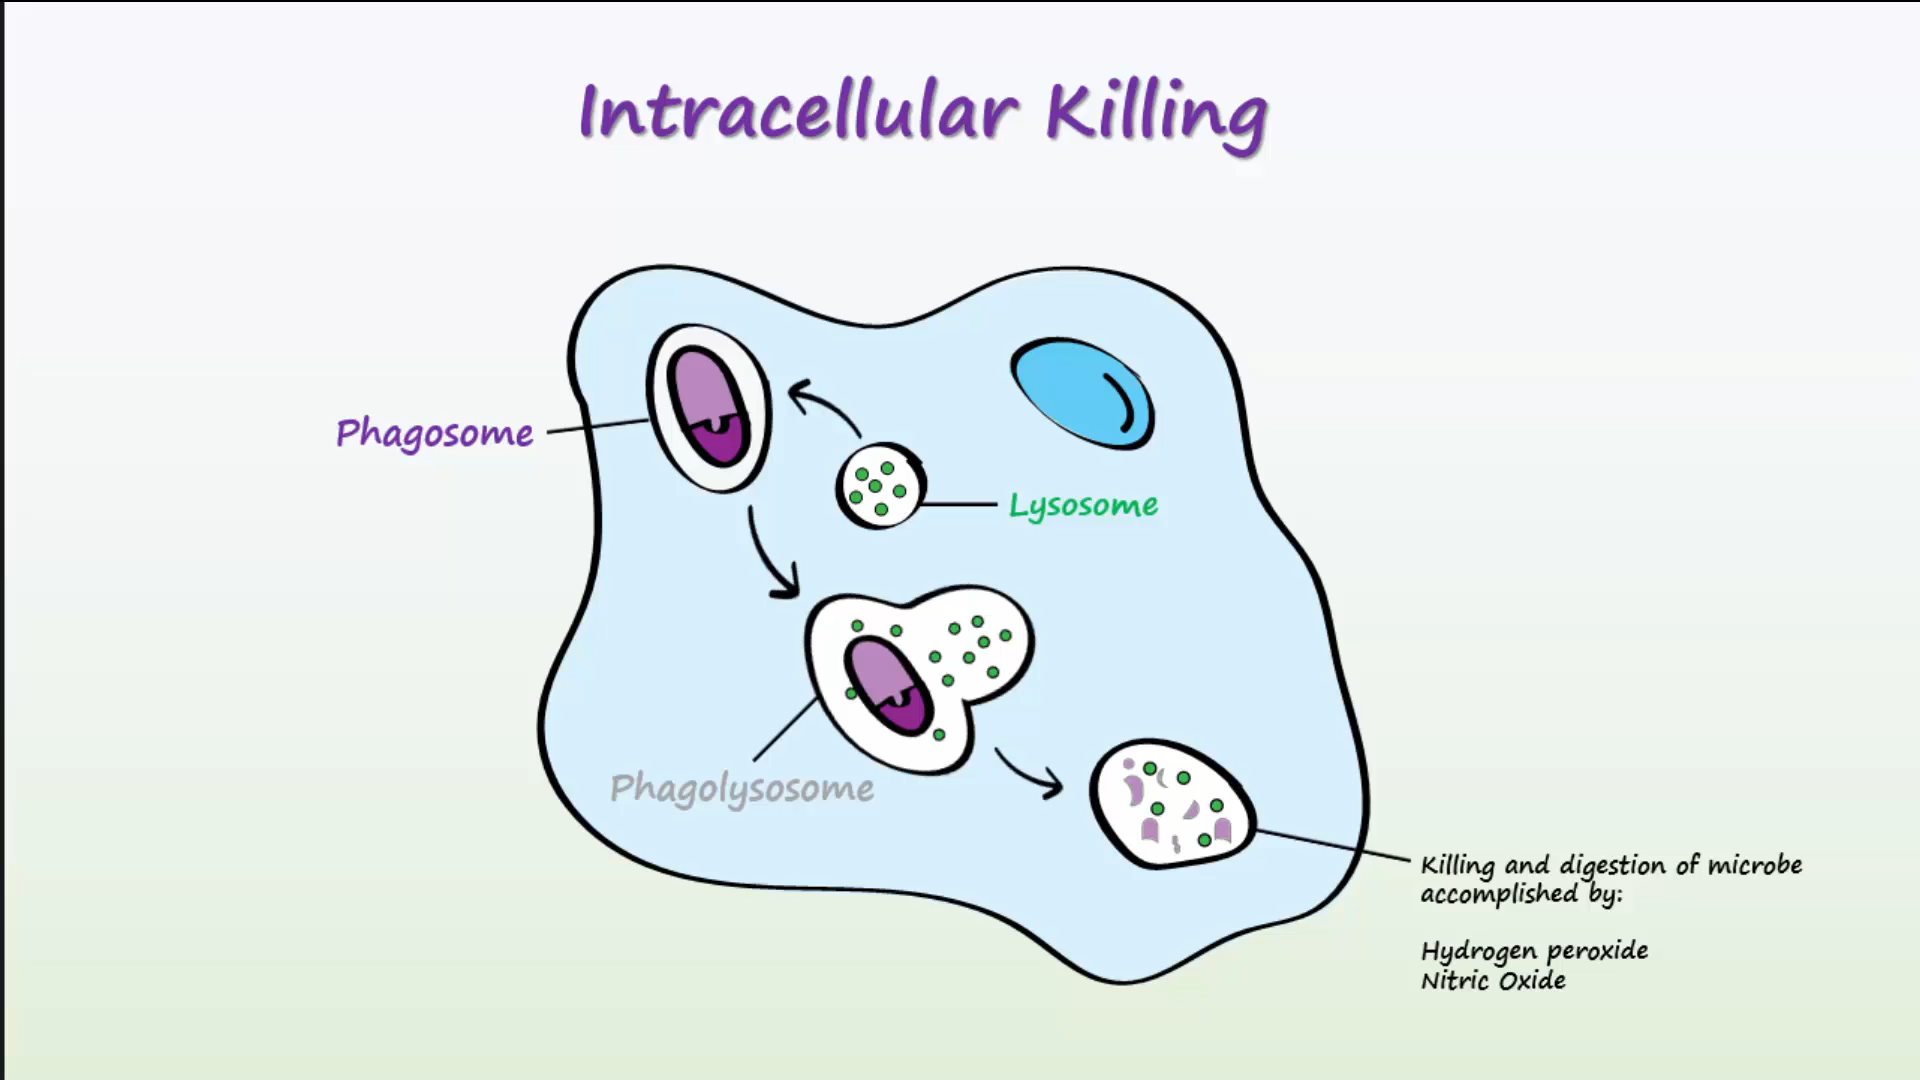 Intracellular Killing
Phagosome
Lysosome
Phagolysosome
Killing and digestion of microbe
accomplished by:
Hydrogen peroxide
Nitric Oxide